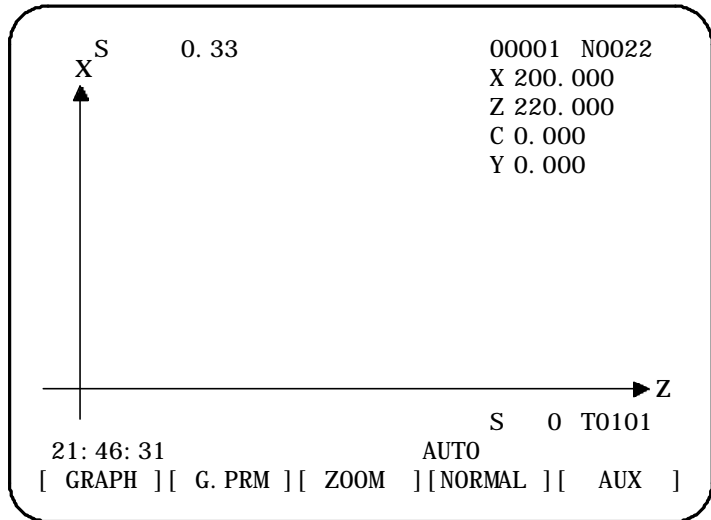 S 0.33 00001 N0022
X
X 200.000
Z 220.000
C 0.000
Y 0.000
Z
S 0 T0101
21:46:31 AUTO
[ GRAPH ][ G.PRM ][ ZOOM ][NORMAL ][ AUX ]